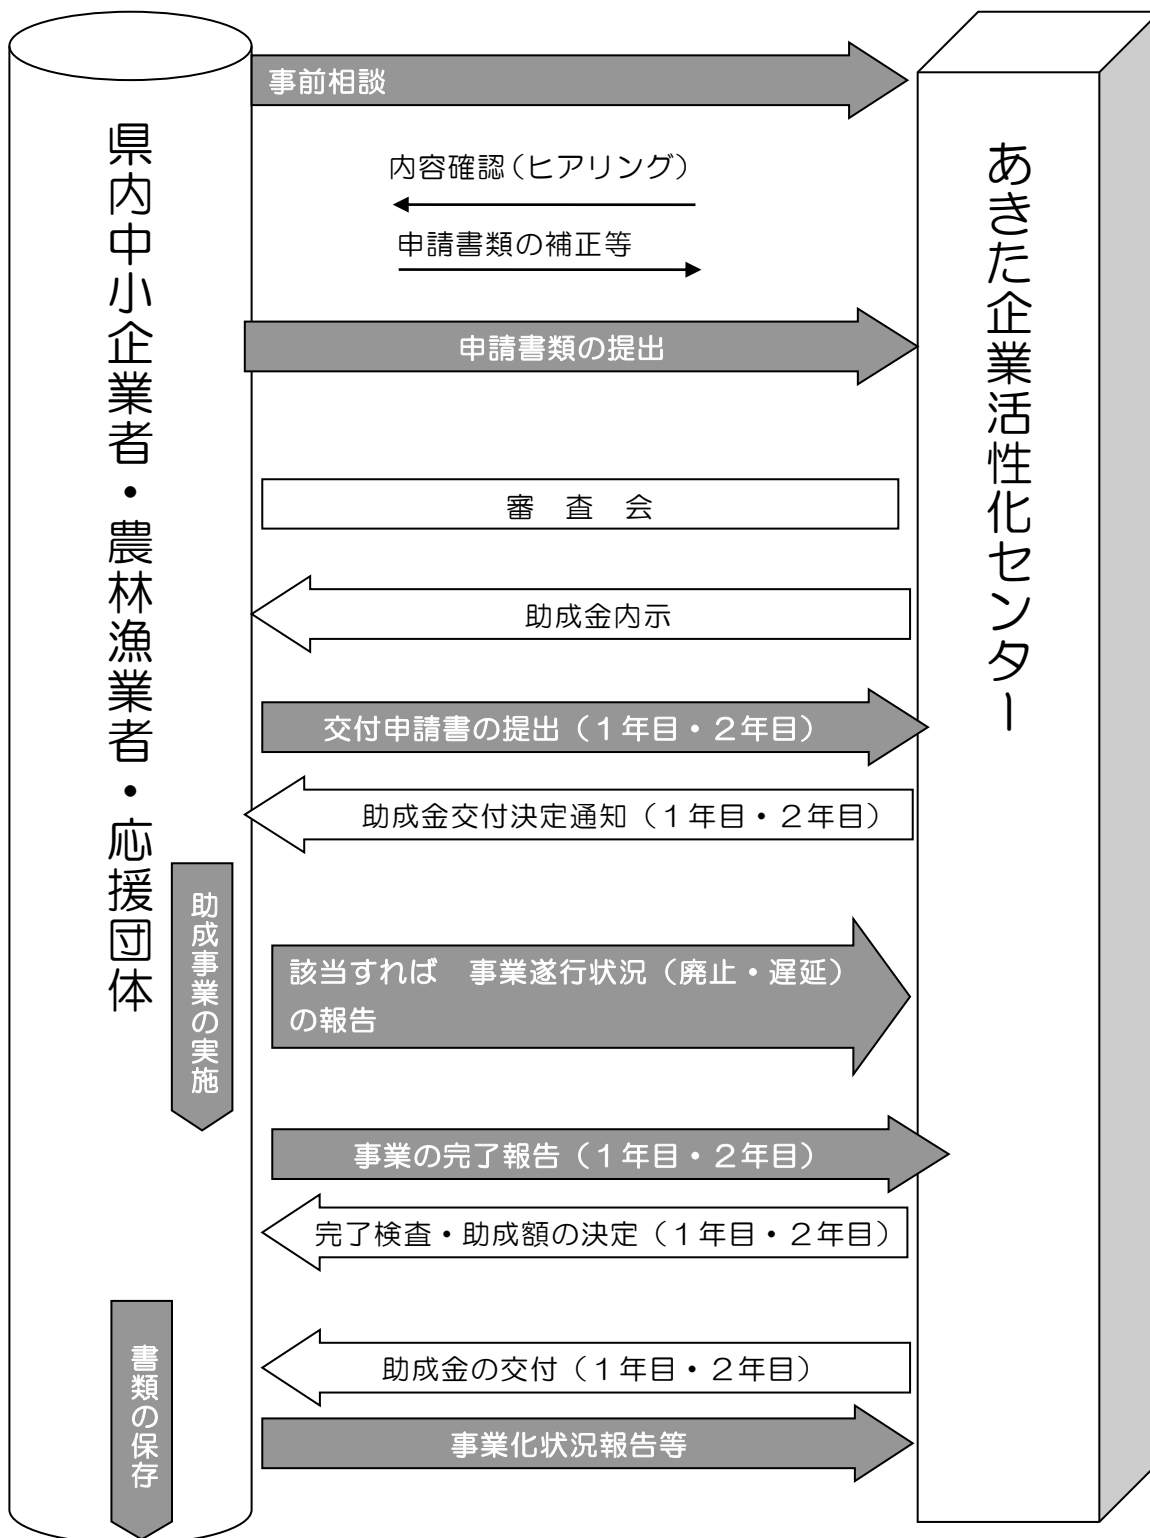 県内中小企業者・農林漁業者・応援団体
あきた企業活性化センター
事前相談
内容確認（ヒアリング）
申請書類の補正等
申請書類の提出
審　査　会
助成金内示
交付申請書の提出（１年目・２年目）
助成金交付決定通知（１年目・２年目）
助成事業の実施
該当すれば　事業遂行状況（廃止・遅延）
の報告
事業の完了報告（１年目・２年目）
完了検査・助成額の決定（１年目・２年目）
書類の保存
助成金の交付（１年目・２年目）
事業化状況報告等